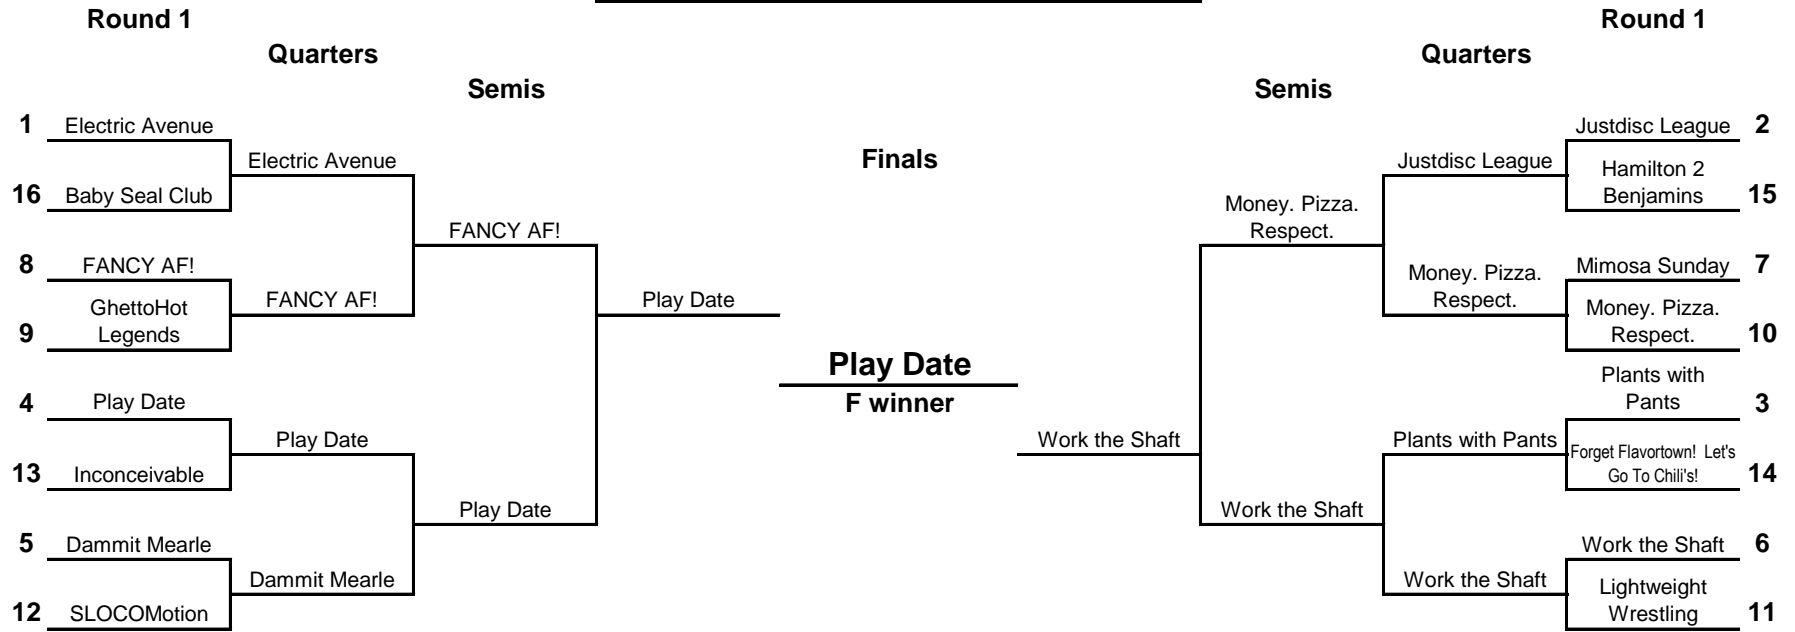 Round 1
Round 1
Quarters
Quarters
Semis
Semis
1 Electric Avenue
Justdisc League 2
Electric Avenue
Finals
Justdisc League
Hamilton 2
Benjamins 15
16 Baby Seal Club
Money. Pizza.
Respect.
FANCY AF!
8 FANCY AF!
Mimosa Sunday 7
FANCY AF!
Play Date
Money. Pizza.
Respect.
GhettoHot
Legends
9
Money. Pizza.
Respect. 10
Play Date
F winner
4 Play Date
Plants with
Pants 3
Play Date
Work the Shaft
Plants with Pants
Forget Flavortown! Let's
Go To Chili's! 14
13 Inconceivable
Play Date
Work the Shaft
5 Dammit Mearle
Work the Shaft 6
Dammit Mearle
Work the Shaft
Lightweight
Wrestling 11
12 SLOCOMotion